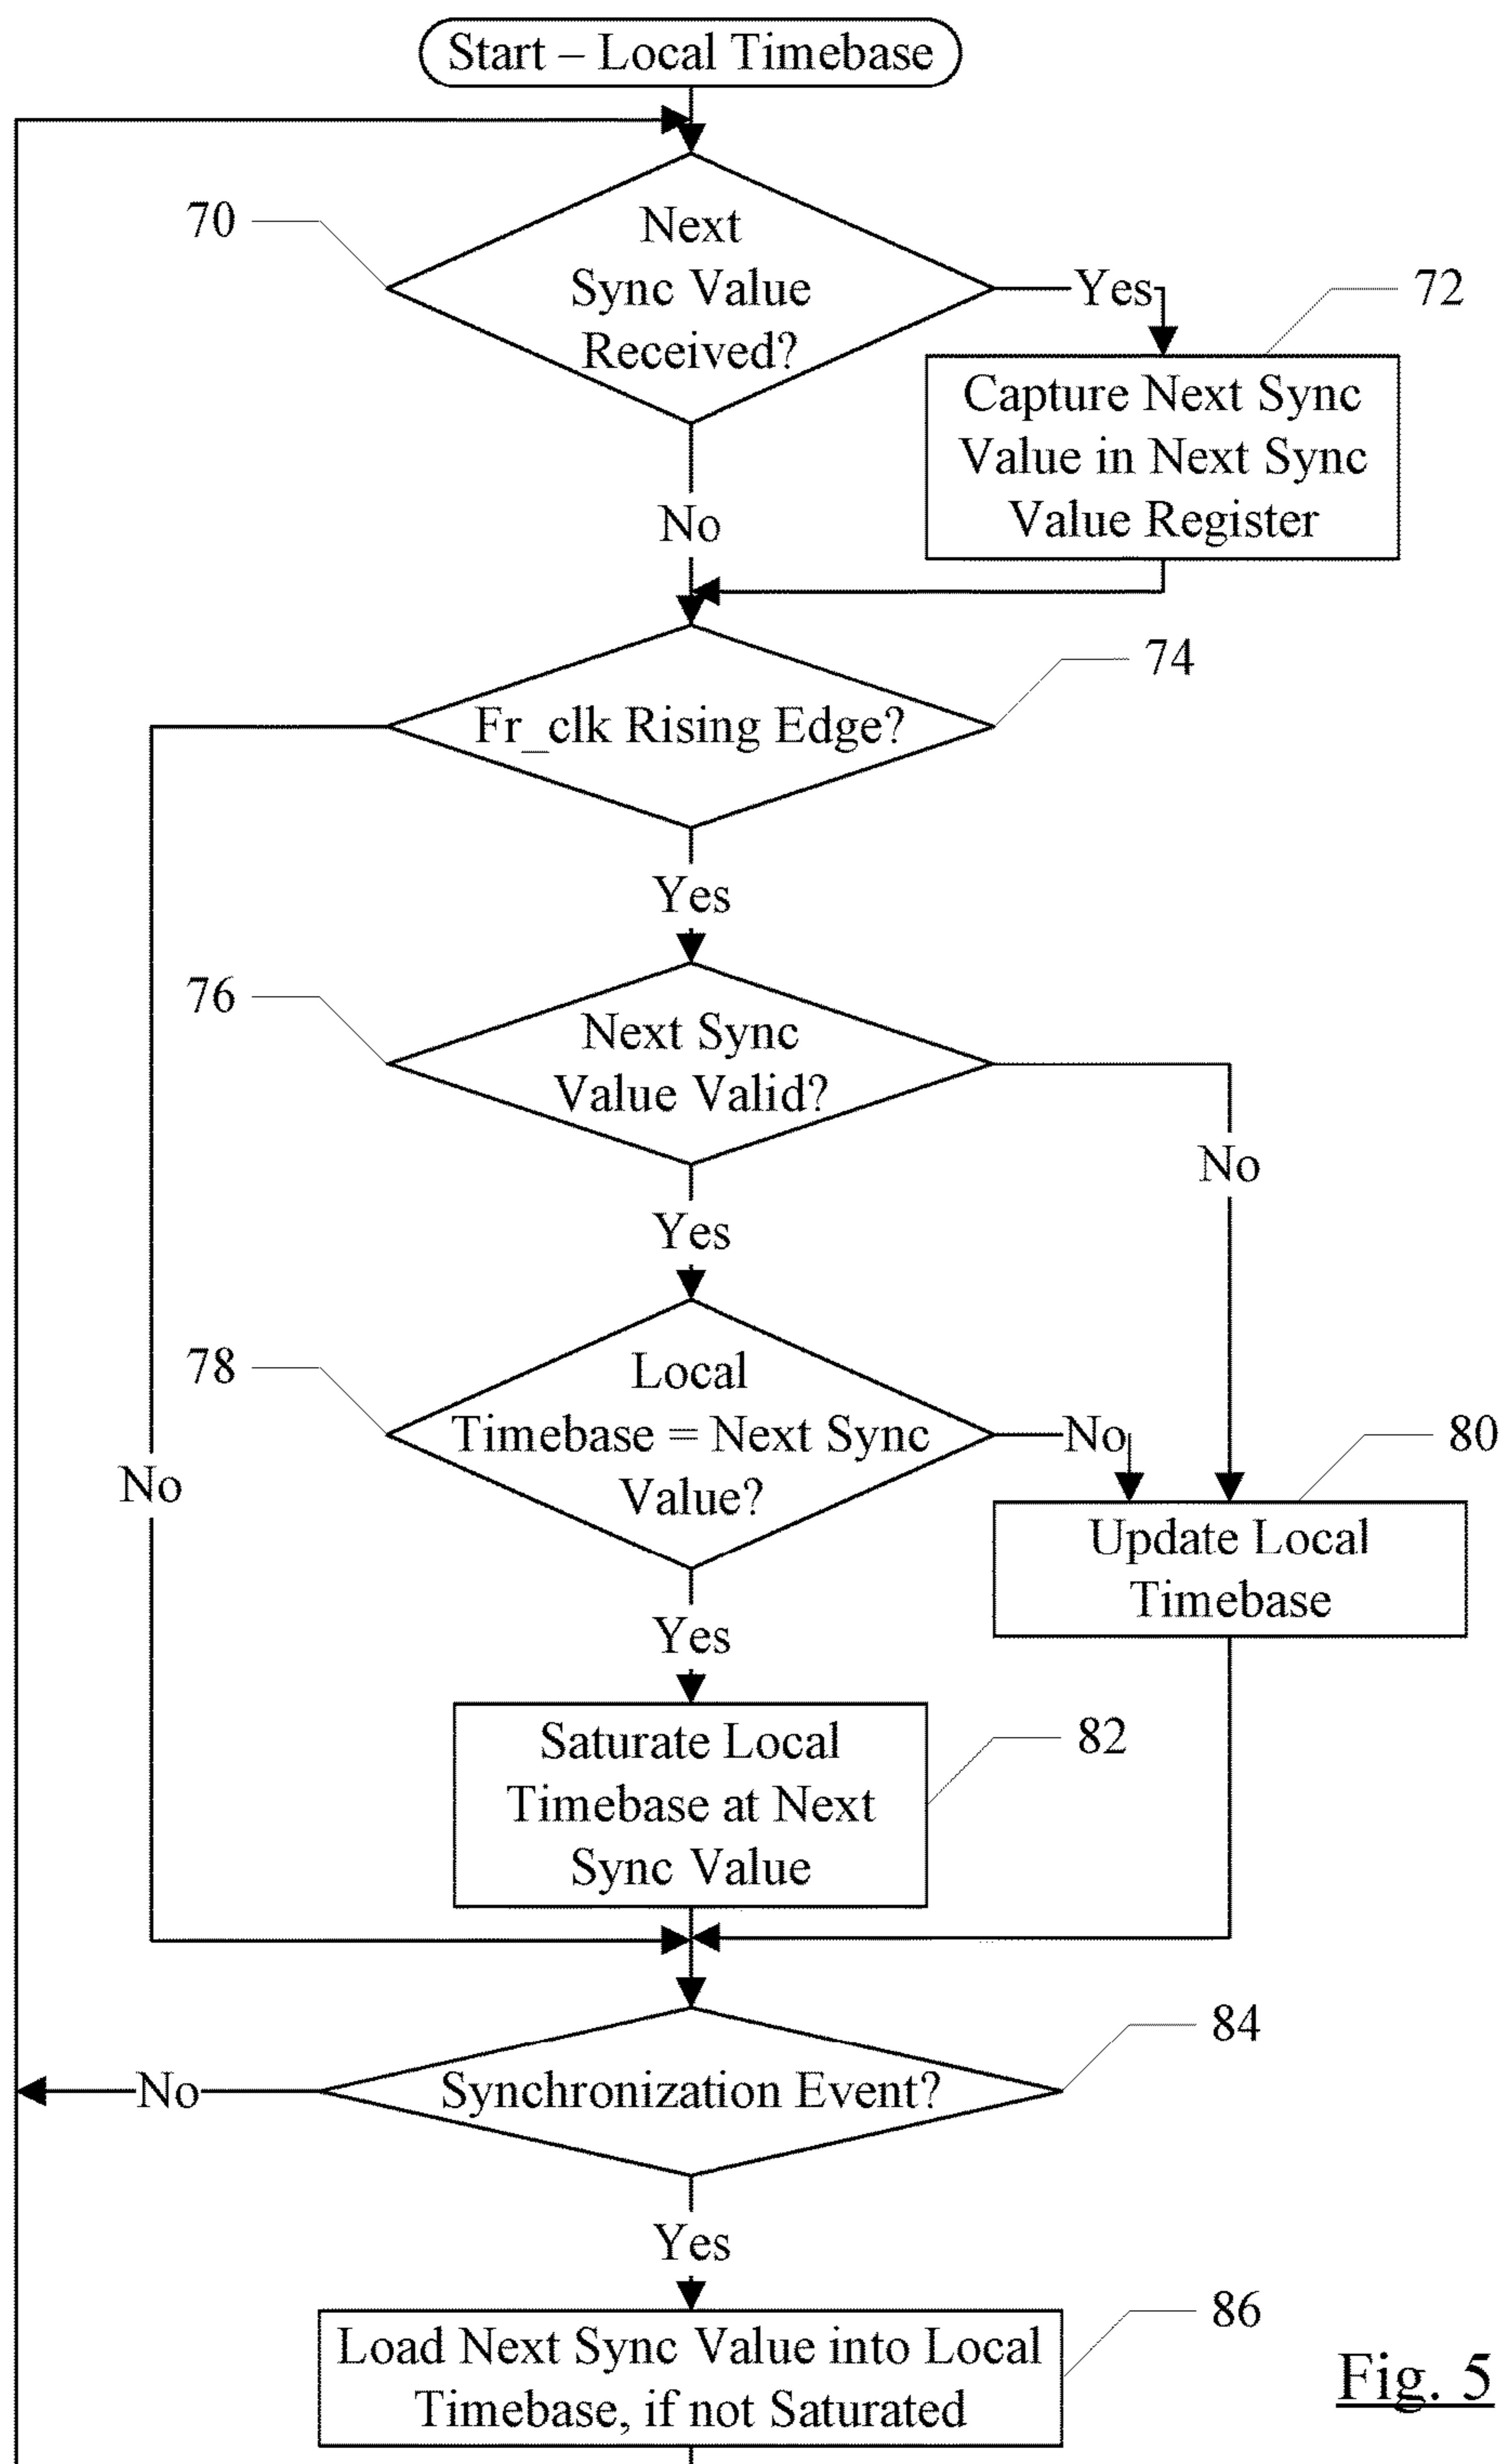 Start – Local Timebase
70
Next
Sync Value
Received?
Yes
72
Capture Next Sync
Value in Next Sync
Value Register
No
74
Fr_clk Rising Edge?
Yes
76
Next Sync
Value Valid?
No
Yes
78
Local
Timebase = Next Sync
Value?
No
80
No
Update Local
Timebase
Yes
Saturate Local
Timebase at Next
Sync Value
82
84
Synchronization Event?
No
Yes
86
Load Next Sync Value into Local
Timebase, if not Saturated
Fig. 5